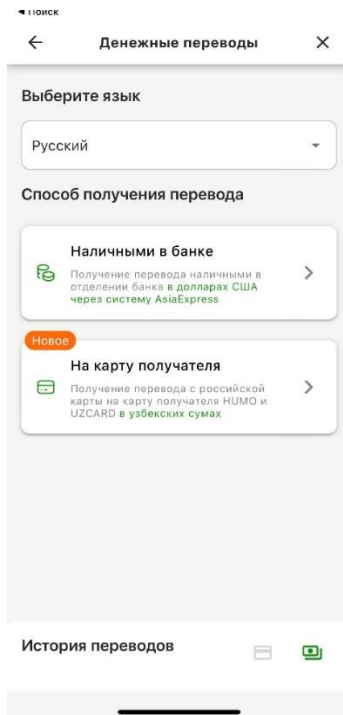 Поиск
Денежные переводы
Выберите язык
Русский
Способ получения перевода
Наличными в банке
Получение перевода наличными в
отделении банка в долларах США
через систему AsiaExpress
Новое
На карту получателя
Получение перевода с российской
карты на карту получателя HUMO и
UZCARD в узбекских сумах
История переводов